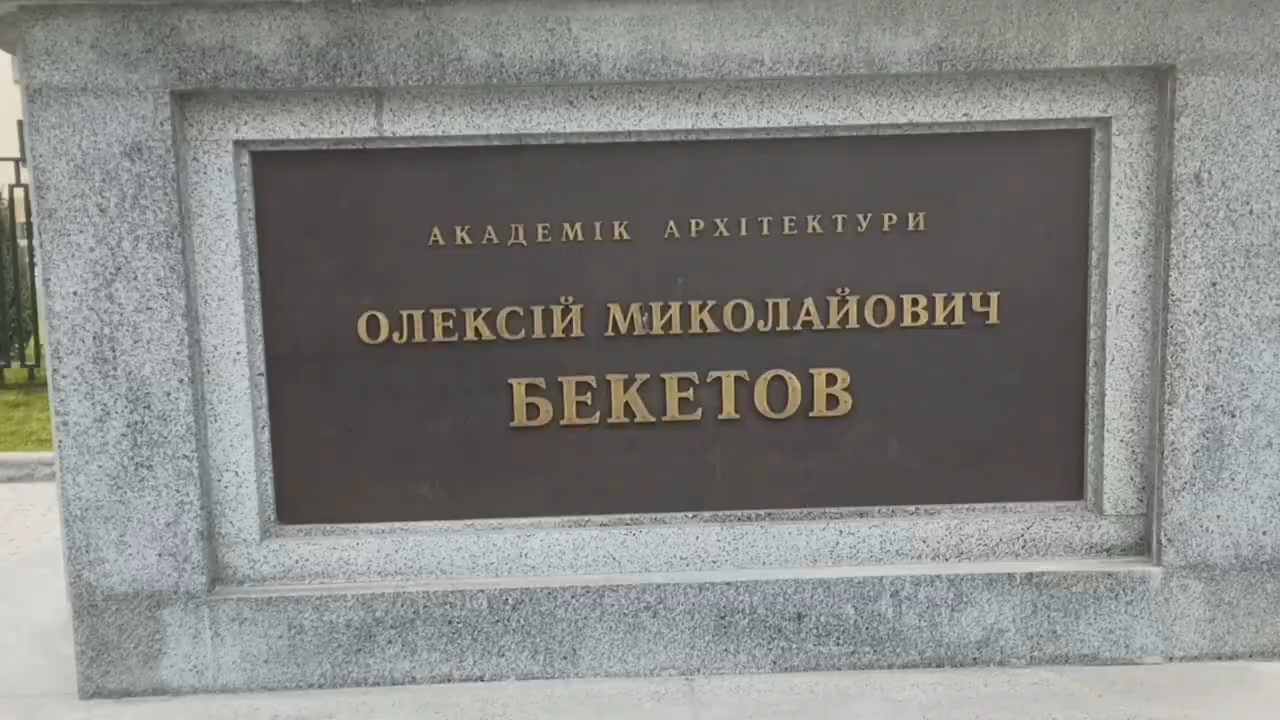 АКАДЕМІК АРХІТЕКТУРИ
ОЛЕКСІЙ МИКОЛАЙОВИЧ
БЕКЕТОВ